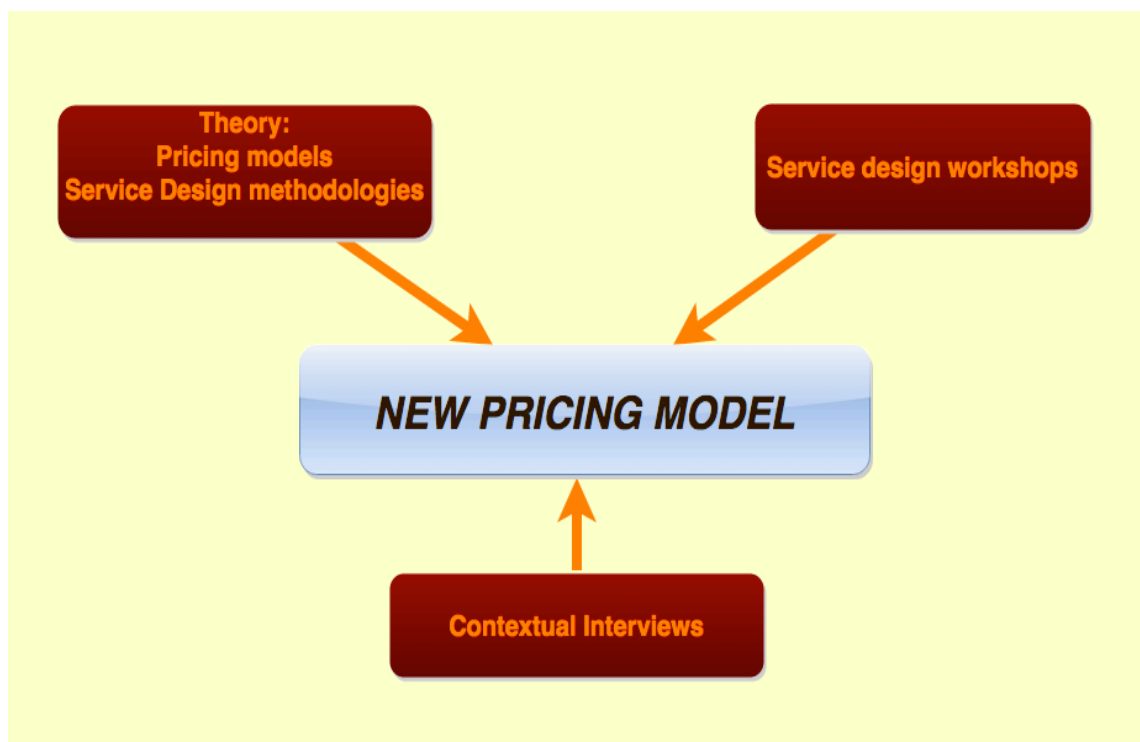 Theory:
Pricing models
Service Design methodologies
Service design workshops
NEW PRICING MODEL
Contextual Interviews